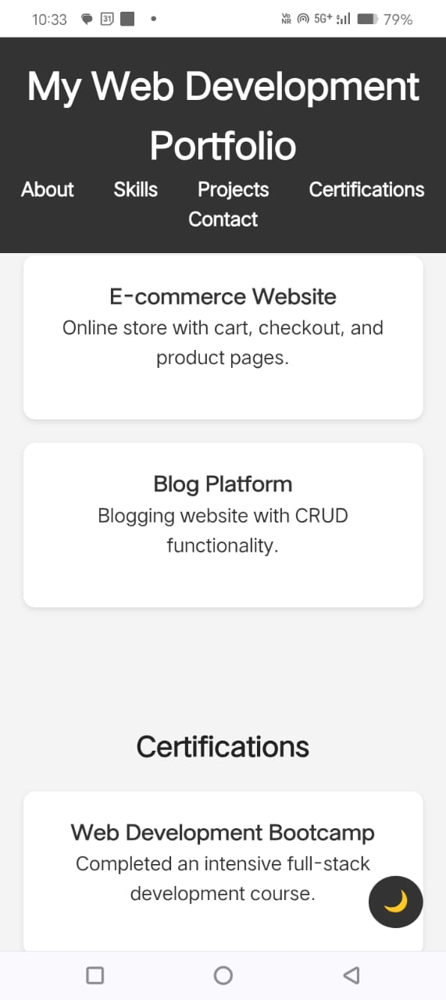 10:33 31 Vo NR 5G+ 79%
My Web Development
Portfolio
About Skills Projects Certifications
Contact
E-commerce Website
Online store with cart, checkout, and
product pages.
Blog Platform
Blogging website with CRUD
functionality.
Certifications
Web Development Bootcamp
Completed an intensive full-stack
development course.